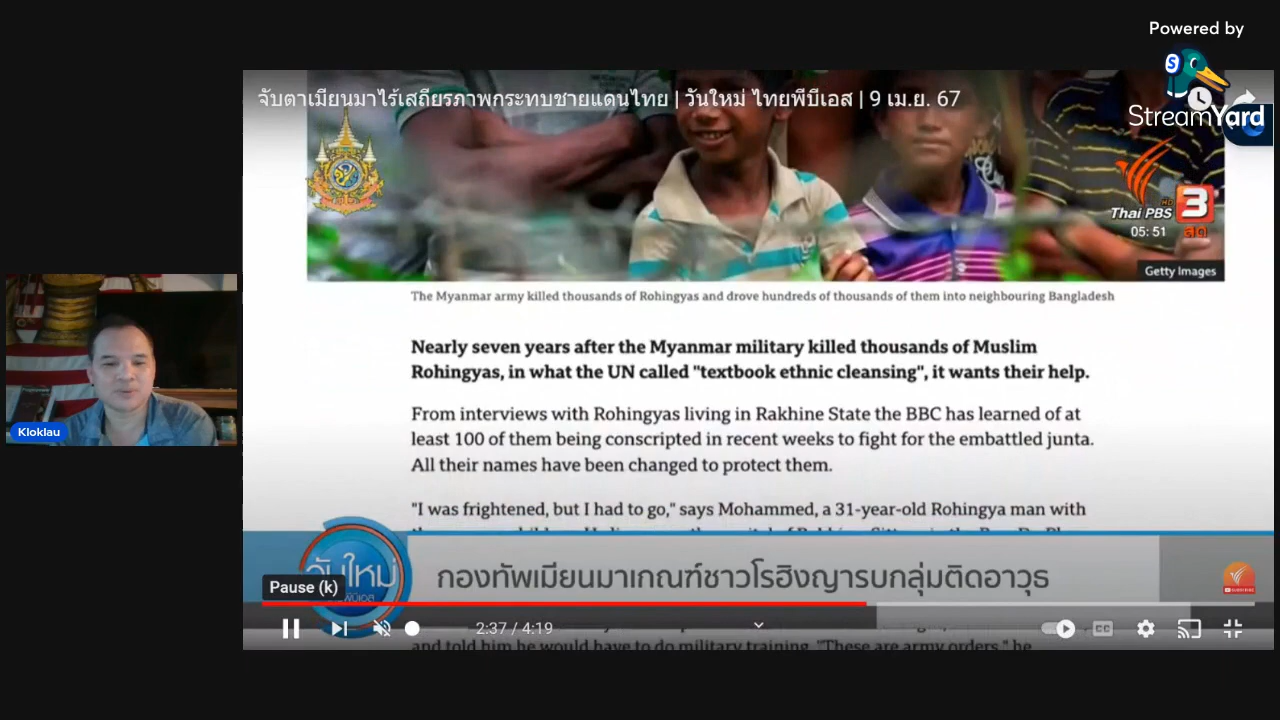 Powered by
S
StreamYard
จับตาเมียนมาไร้เสถียรภาพกระทบชายแดนไทย | วันใหม่ ไทยพีบีเอส | 9 เม.ย. 67
Thai PBS HD 3
05: 51 สด
Getty Images
The Myanmar army killed thousands of Rohingyas and drove hundreds of thousands of them into neighbouring Bangladesh
Nearly seven years after the Myanmar military killed thousands of Muslim
Rohingyas, in what the UN called "textbook ethnic cleansing", it wants their help.
From interviews with Rohingyas living in Rakhine State the BBC has learned of at
least 100 of them being conscripted in recent weeks to fight for the embattled junta.
All their names have been changed to protect them.
Kloklau
"I was frightened, but I had to go," says Mohammed, a 31-year-old Rohingya man with
วันใหม่
กองทัพเมียนมาเกณฑ์ชาวโรฮิงญารบกลุ่มติดอาวุธ
Pause (k)
2:37 / 4:19
CC
and told him he would have to do military training. "These are army orders," he